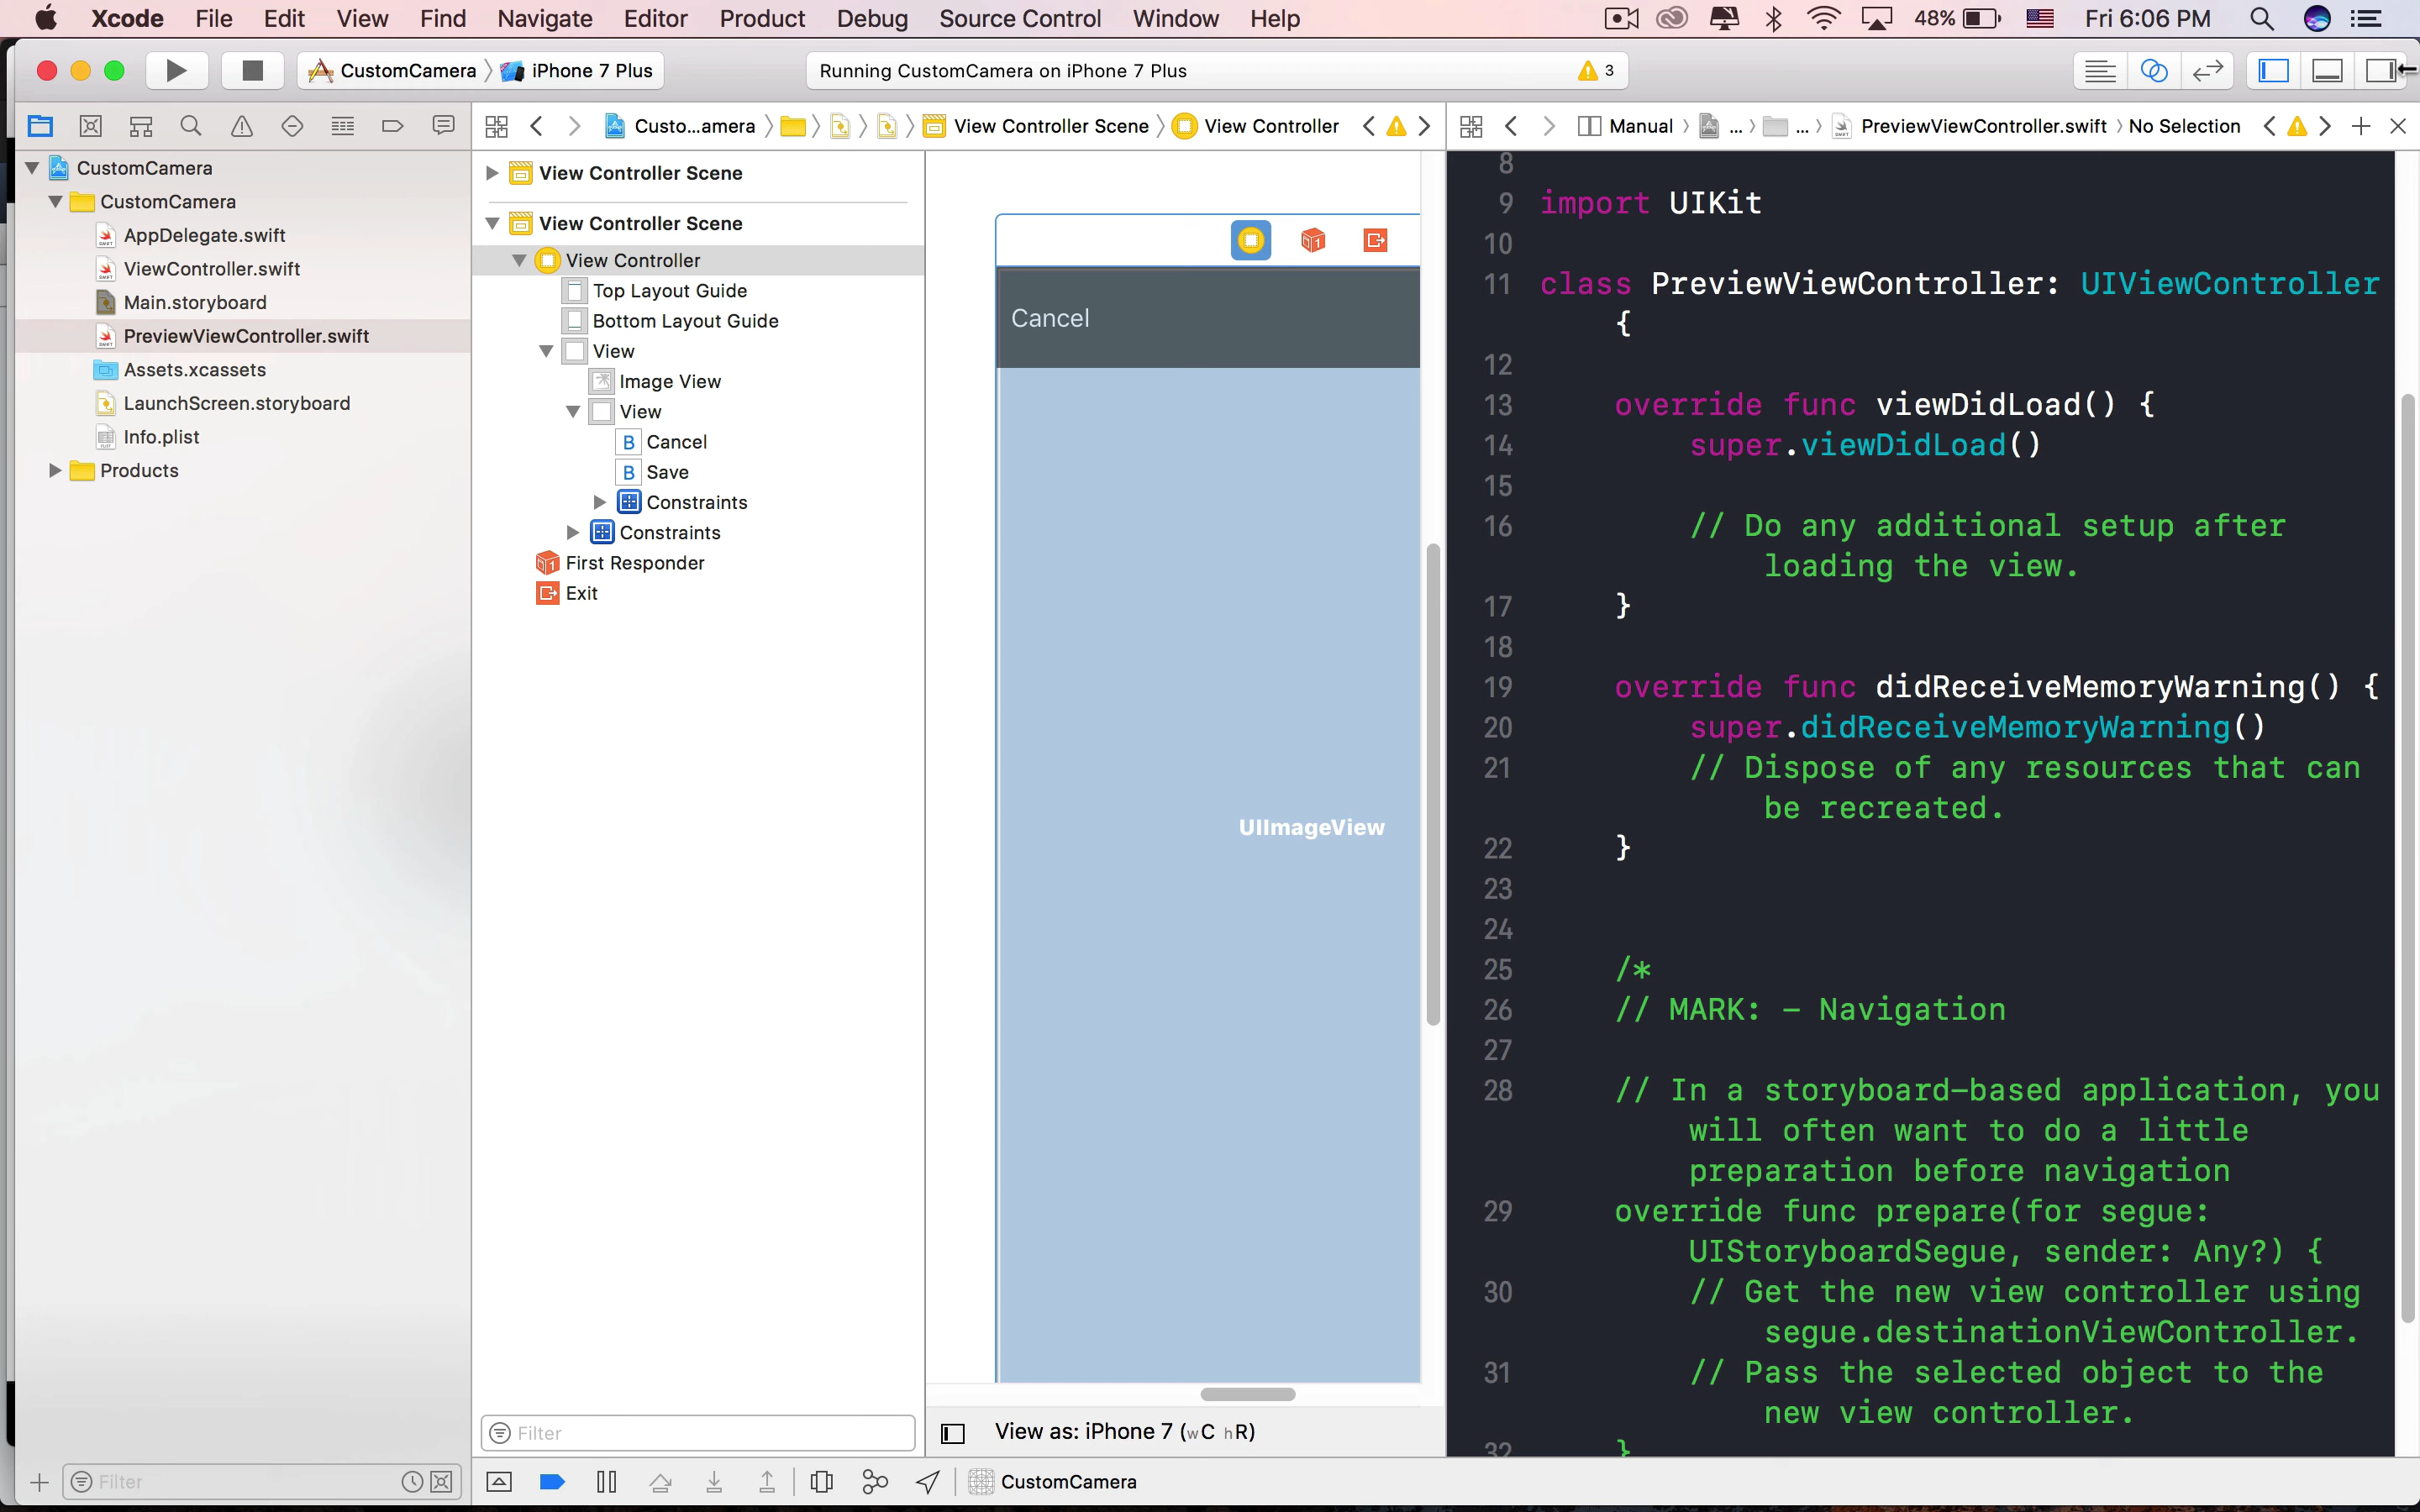 Xcode File Edit View Find Navigate Editor Product Debug Source Control Window Help 48% Fri 6:06 PM
CustomCamera iPhone 7 Plus Running CustomCamera on iPhone 7 Plus 3
Custo...amera View Controller Scene View Controller
Manual ... ... PreviewViewController.swift No Selection
CustomCamera
CustomCamera
AppDelegate.swift
ViewController.swift
Main.storyboard
PreviewViewController.swift
Assets.xcassets
LaunchScreen.storyboard
Info.plist
Products
View Controller Scene
View Controller Scene
View Controller
Top Layout Guide
Bottom Layout Guide
View
Image View
View
B Cancel
B Save
Constraints
Constraints
First Responder
Exit
Cancel
UIImageView
8
9 import UIKit
10
11 class PreviewViewController: UIViewController
{
12
13 override func viewDidLoad() {
14 super.viewDidLoad()
15
16 // Do any additional setup after
loading the view.
17 }
18
19 override func didReceiveMemoryWarning() {
20 super.didReceiveMemoryWarning()
21 // Dispose of any resources that can
be recreated.
22 }
23
24
25 /*
26 // MARK: - Navigation
27
28 // In a storyboard-based application, you
will often want to do a little
preparation before navigation
29 override func prepare(for segue:
UIStoryboardSegue, sender: Any?) {
30 // Get the new view controller using
segue.destinationViewController.
31 // Pass the selected object to the
new view controller.
32 }
Filter
View as: iPhone 7 (wC hR)
Filter
CustomCamera